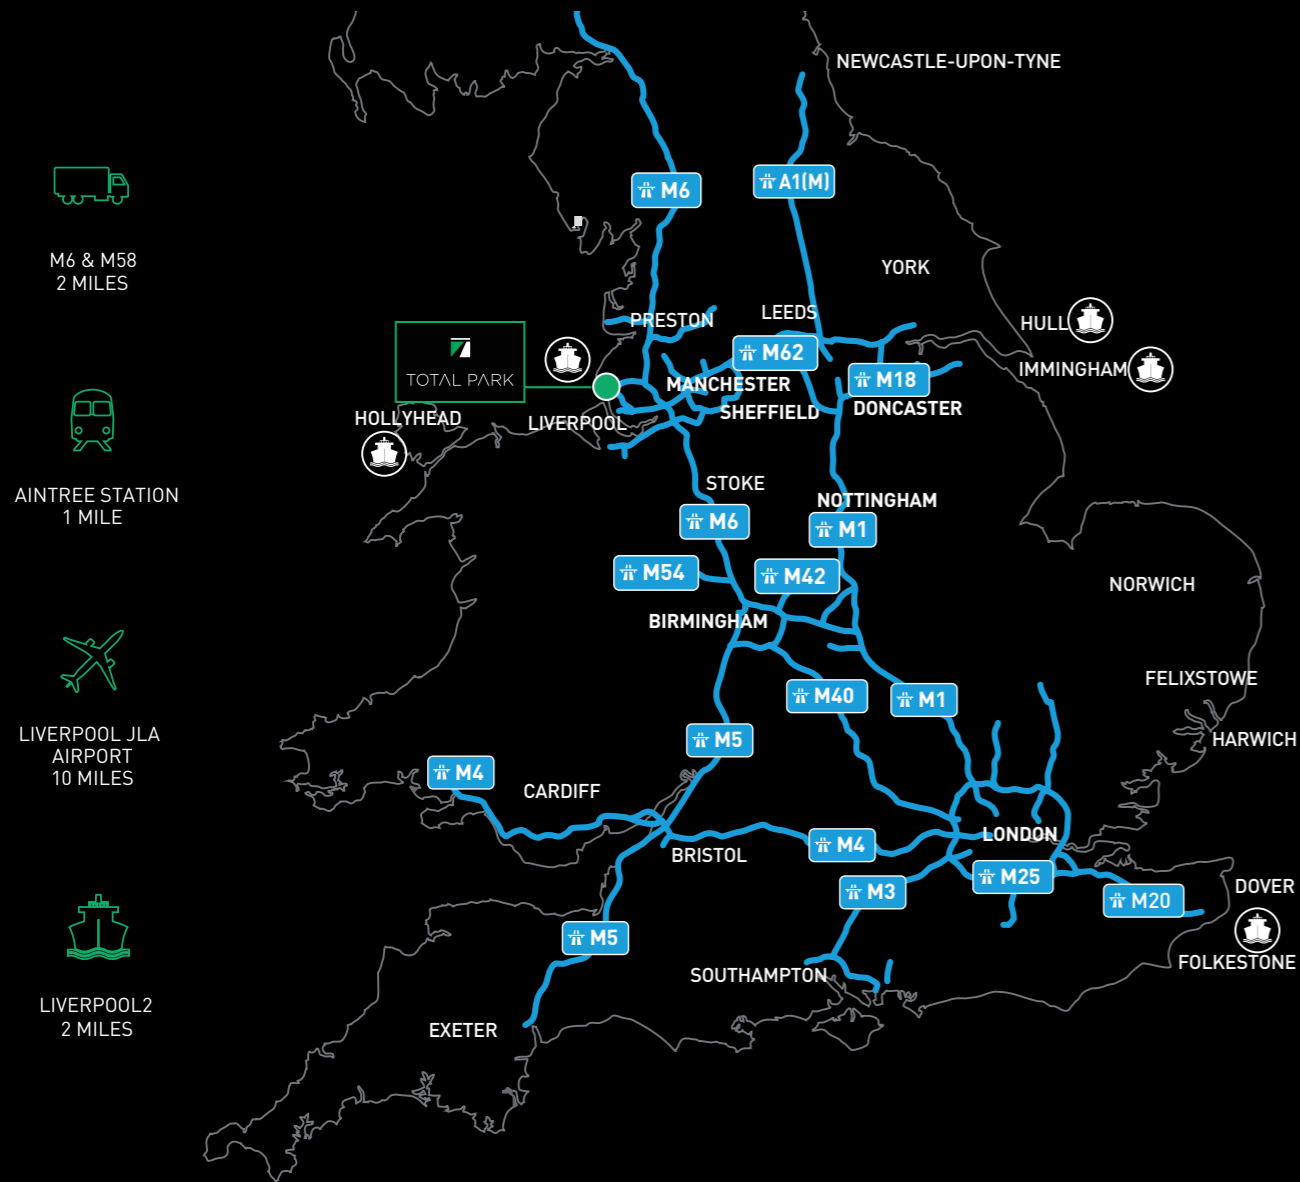 M6 & M58
2 MILES
AINTREE STATION
1 MILE
LIVERPOOL JLA
AIRPORT
10 MILES
LIVERPOOL2
2 MILES
NEWCASTLE-UPON-TYNE
M6
A1(M)
YORK
PRESTON
LEEDS
HULL
M62
TOTAL PARK
IMMINGHAM
MANCHESTER
M18
HOLLYHEAD
LIVERPOOL
SHEFFIELD
DONCASTER
STOKE
NOTTINGHAM
M6
M1
M54
M42
NORWICH
BIRMINGHAM
FELIXSTOWE
M40
M1
M5
HARWICH
M4
CARDIFF
LONDON
BRISTOL
M4
M25
M3
M20
DOVER
M5
FOLKESTONE
SOUTHAMPTON
EXETER